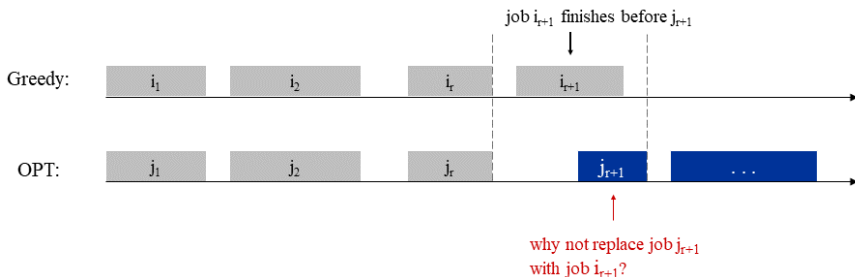 job i_{r+1} finishes before j_{r+1}
Greedy: i_1 i_2 i_r i_{r+1}
OPT: j_1 j_2 j_r j_{r+1} . . .
why not replace job j_{r+1}
with job i_{r+1}?